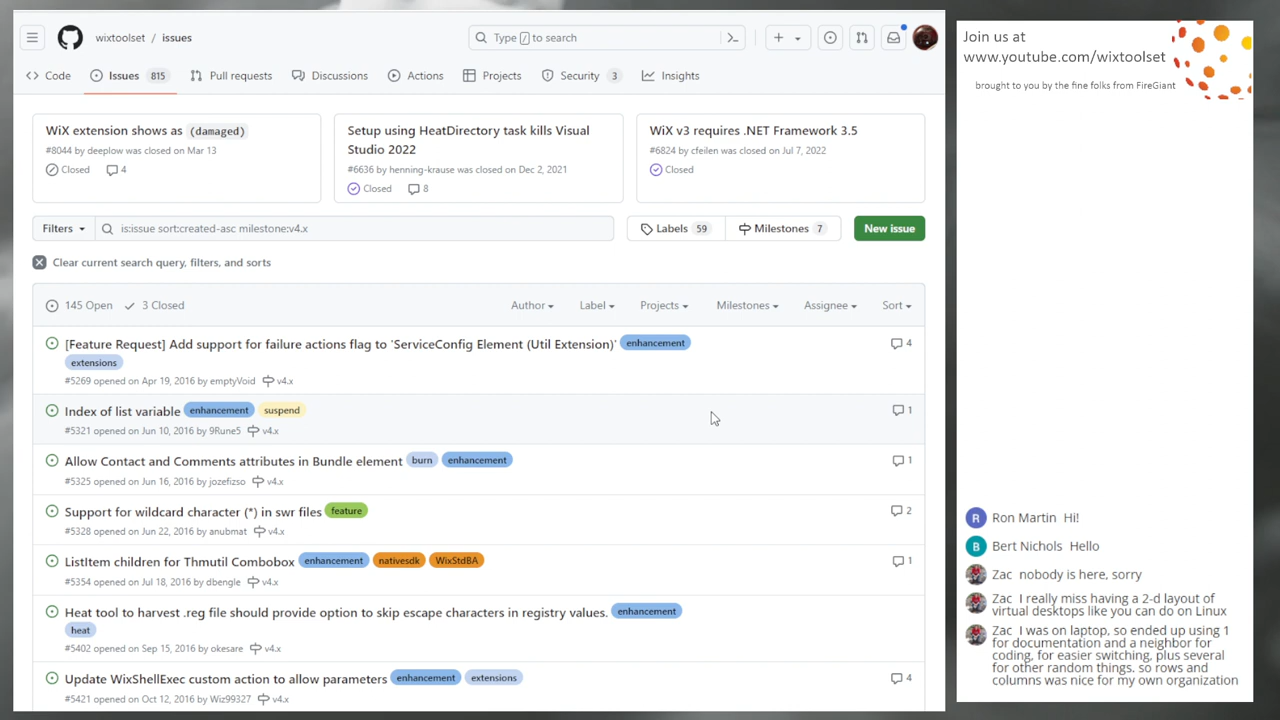 wixtoolset / issues
Type / to search
Code
Issues 815
Pull requests
Discussions
Actions
Projects
Security 3
Insights
WiX extension shows as (damaged)
#8044 by deeplow was closed on Mar 13
Closed 4
Setup using HeatDirectory task kills Visual
Studio 2022
#6636 by henning-krause was closed on Dec 2, 2021
Closed 8
WiX v3 requires .NET Framework 3.5
#6824 by cfeilen was closed on Jul 7, 2022
Closed
Filters
is:issue sort:created-asc milestone:v4.x
Labels 59
Milestones 7
New issue
Clear current search query, filters, and sorts
145 Open
3 Closed
Author
Label
Projects
Milestones
Assignee
Sort
[Feature Request] Add support for failure actions flag to 'ServiceConfig Element (Util Extension)' enhancement 4
extensions
#5269 opened on Apr 19, 2016 by emptyVoid v4.x
Index of list variable enhancement suspend 1
#5321 opened on Jun 10, 2016 by 9Rune5 v4.x
Allow Contact and Comments attributes in Bundle element burn enhancement 1
#5325 opened on Jun 16, 2016 by jozefizso v4.x
Support for wildcard character (*) in swr files feature 2
#5328 opened on Jun 22, 2016 by anubmat v4.x
ListItem children for Thmutil Combobox enhancement nativesdk WixStdBA 1
#5354 opened on Jul 18, 2016 by dbengle v4.x
Heat tool to harvest .reg file should provide option to skip escape characters in registry values. enhancement
heat
#5402 opened on Sep 15, 2016 by okesare v4.x
Update WixShellExec custom action to allow parameters enhancement extensions 4
#5421 opened on Oct 12, 2016 by Wiz99327 v4.x
Join us at
www.youtube.com/wixtoolset
brought to you by the fine folks from FireGiant
R Ron Martin Hi!
B Bert Nichols Hello
Zac nobody is here, sorry
Zac I really miss having a 2-d layout of
virtual desktops like you can do on Linux
Zac I was on laptop, so ended up using 1
for documentation and a neighbor for
coding, for easier switching, plus several
for other random things. so rows and
columns was nice for my own organization